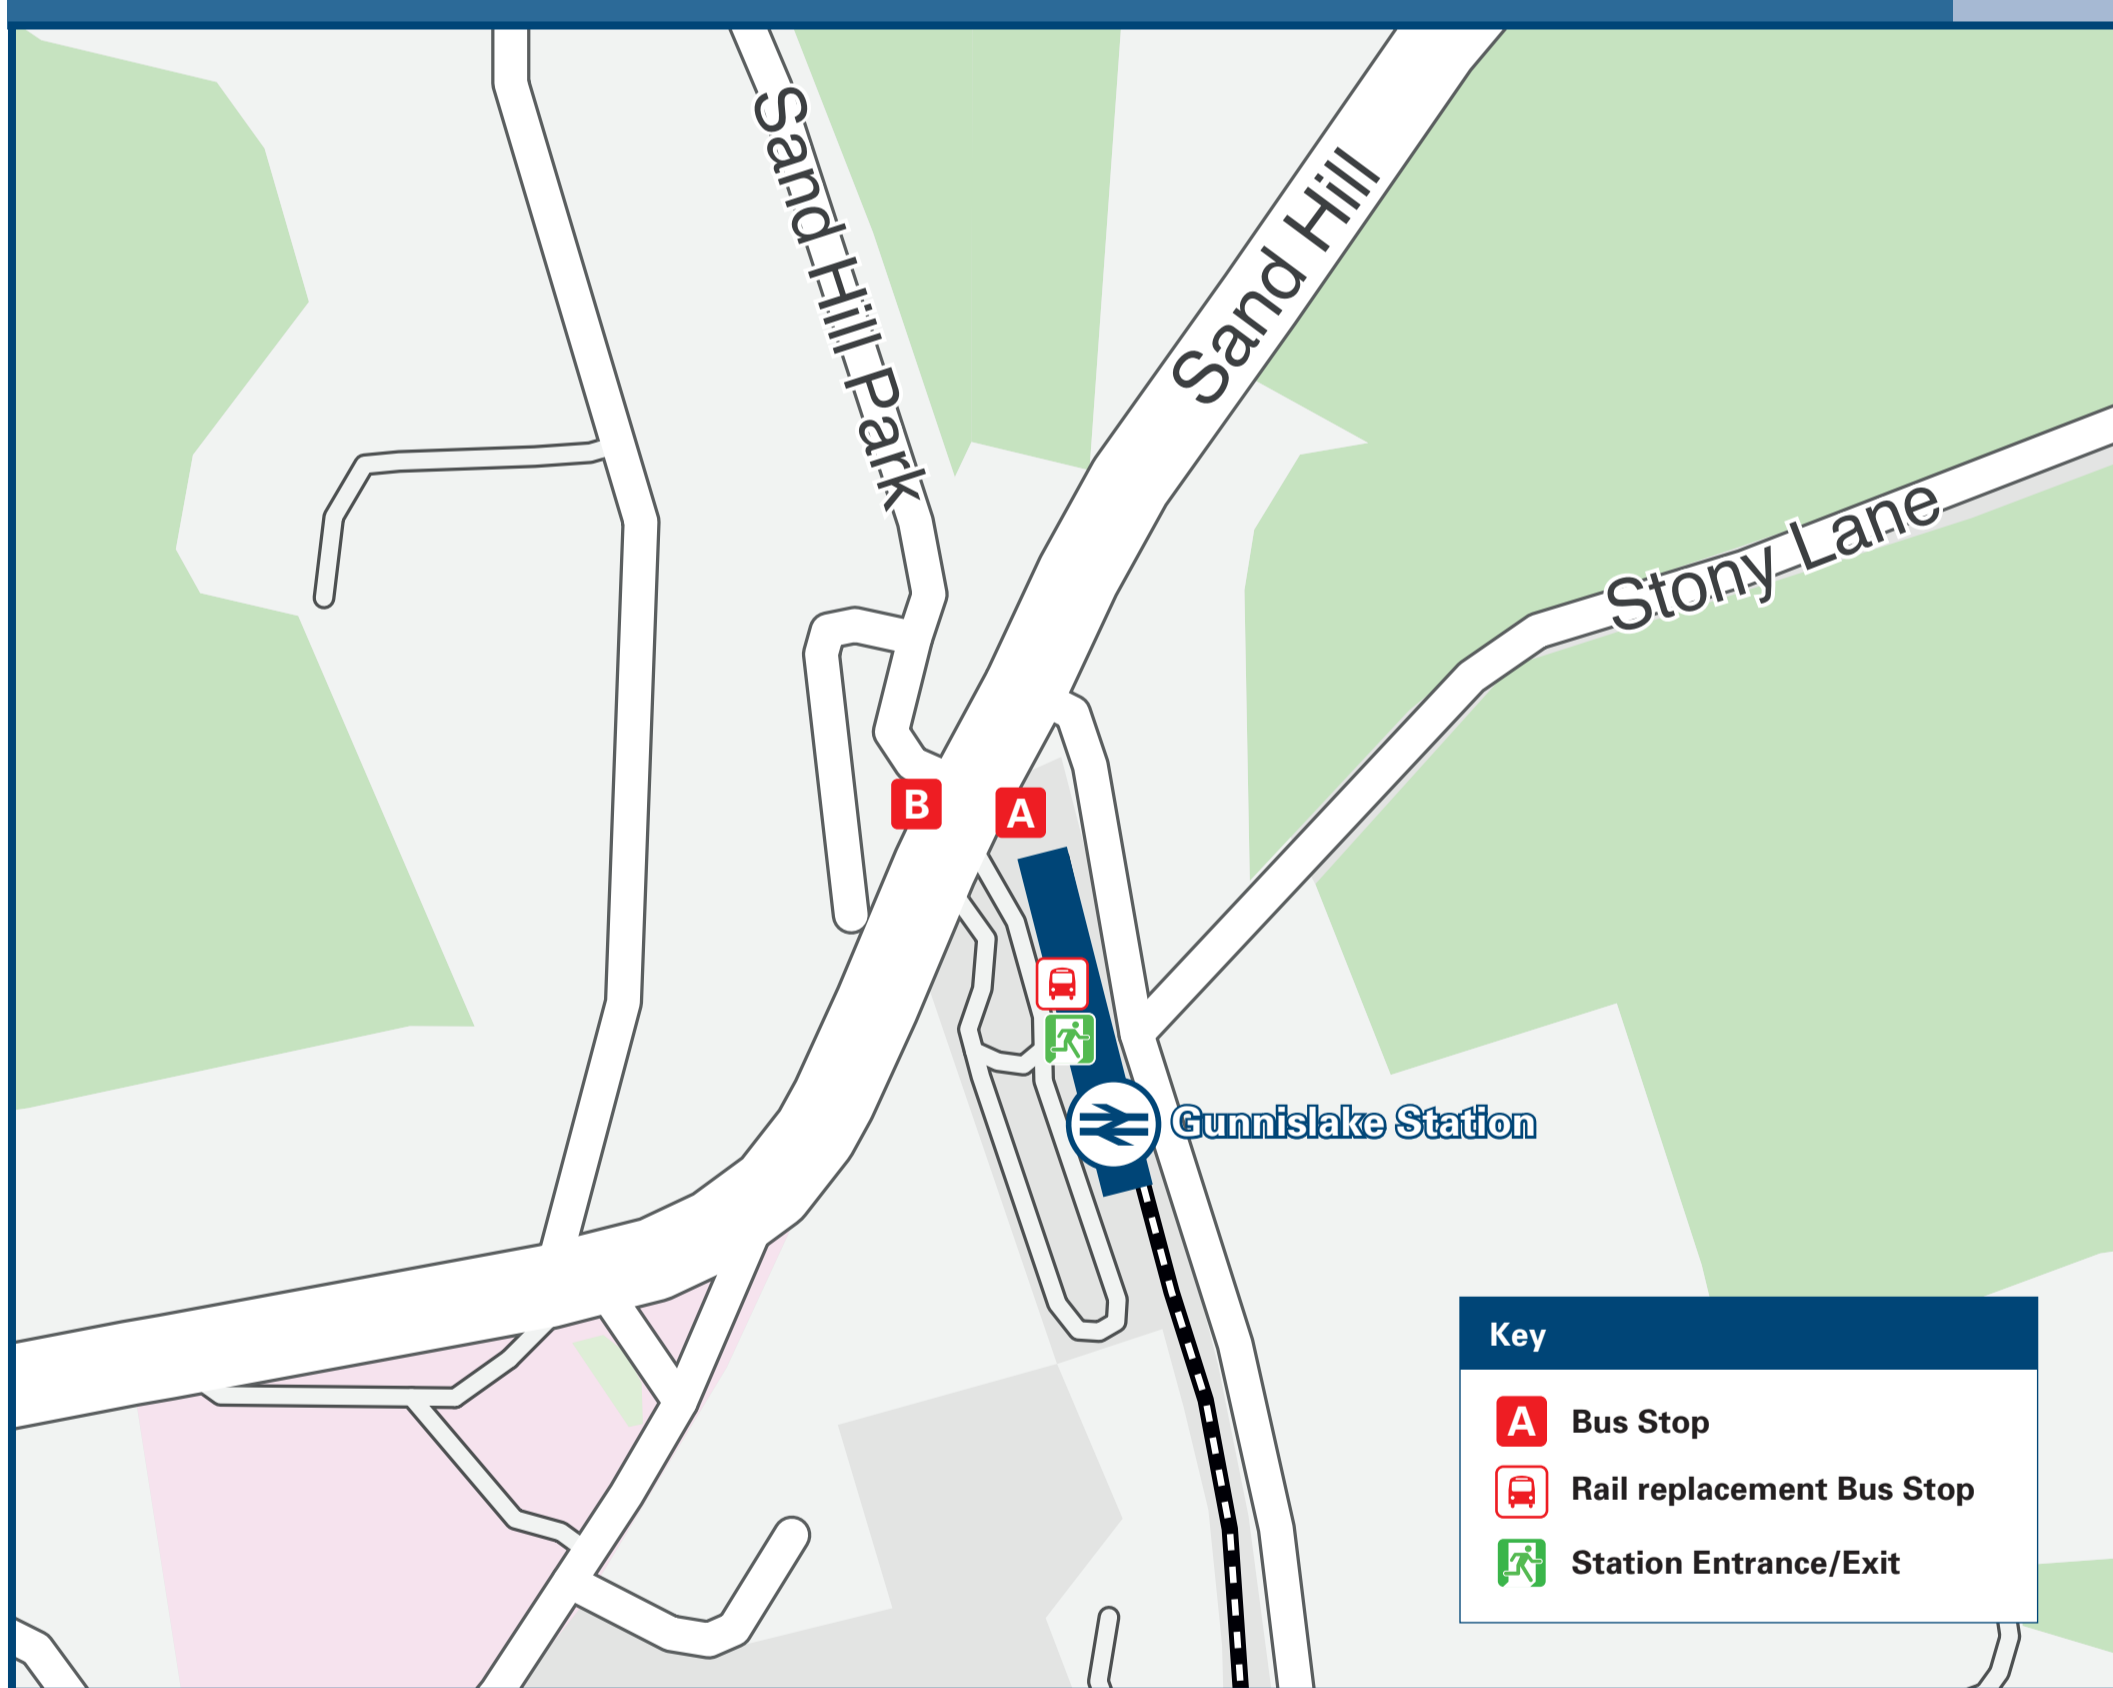 Sand Hill Park
Sand Hill
Stony Lane
B
A
Gunnislake Station
Key
A Bus Stop
Rail replacement Bus Stop
Station Entrance/Exit